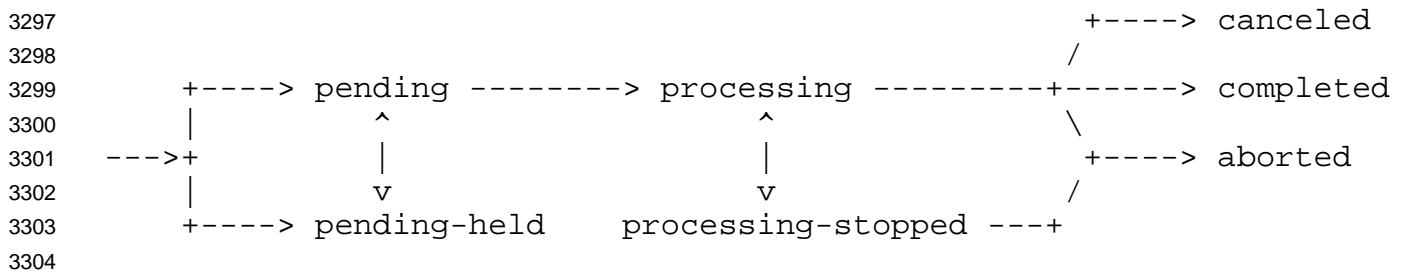 3297                                                      +----> canceled
3298                                                     /
3299       +----> pending --------> processing ---------+------> completed
3300       |         ^                   ^               \
3301   --->+         |                   |                +----> aborted
3302       |         v                   v               /
3303       +----> pending-held    processing-stopped ---+
3304